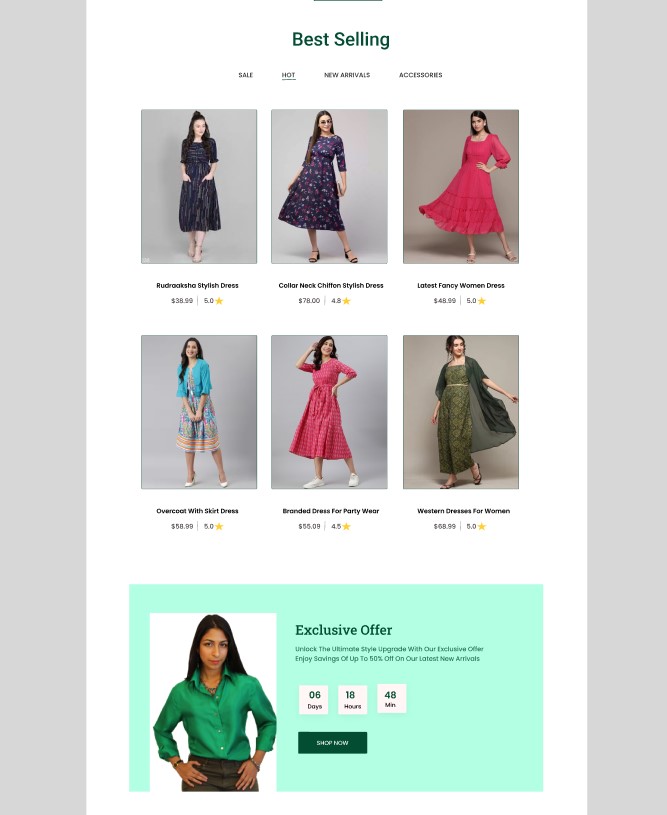 Best Selling
SALE HOT NEW ARRIVALS ACCESSORIES
Rudraaksha Stylish Dress
$38.99 5.0
Collar Neck Chiffon Stylish Dress
$78.00 4.8
Latest Fancy Women Dress
$48.99 5.0
Overcoat With Skirt Dress
$58.99 5.0
Branded Dress For Party Wear
$55.09 4.5
Western Dresses For Women
$68.99 5.0
Exclusive Offer
Unlock The Ultimate Style Upgrade With Our Exclusive Offer
Enjoy Savings Of Up To 50% Off On Our Latest New Arrivals
06 18 48
Days Hours Min
SHOP NOW